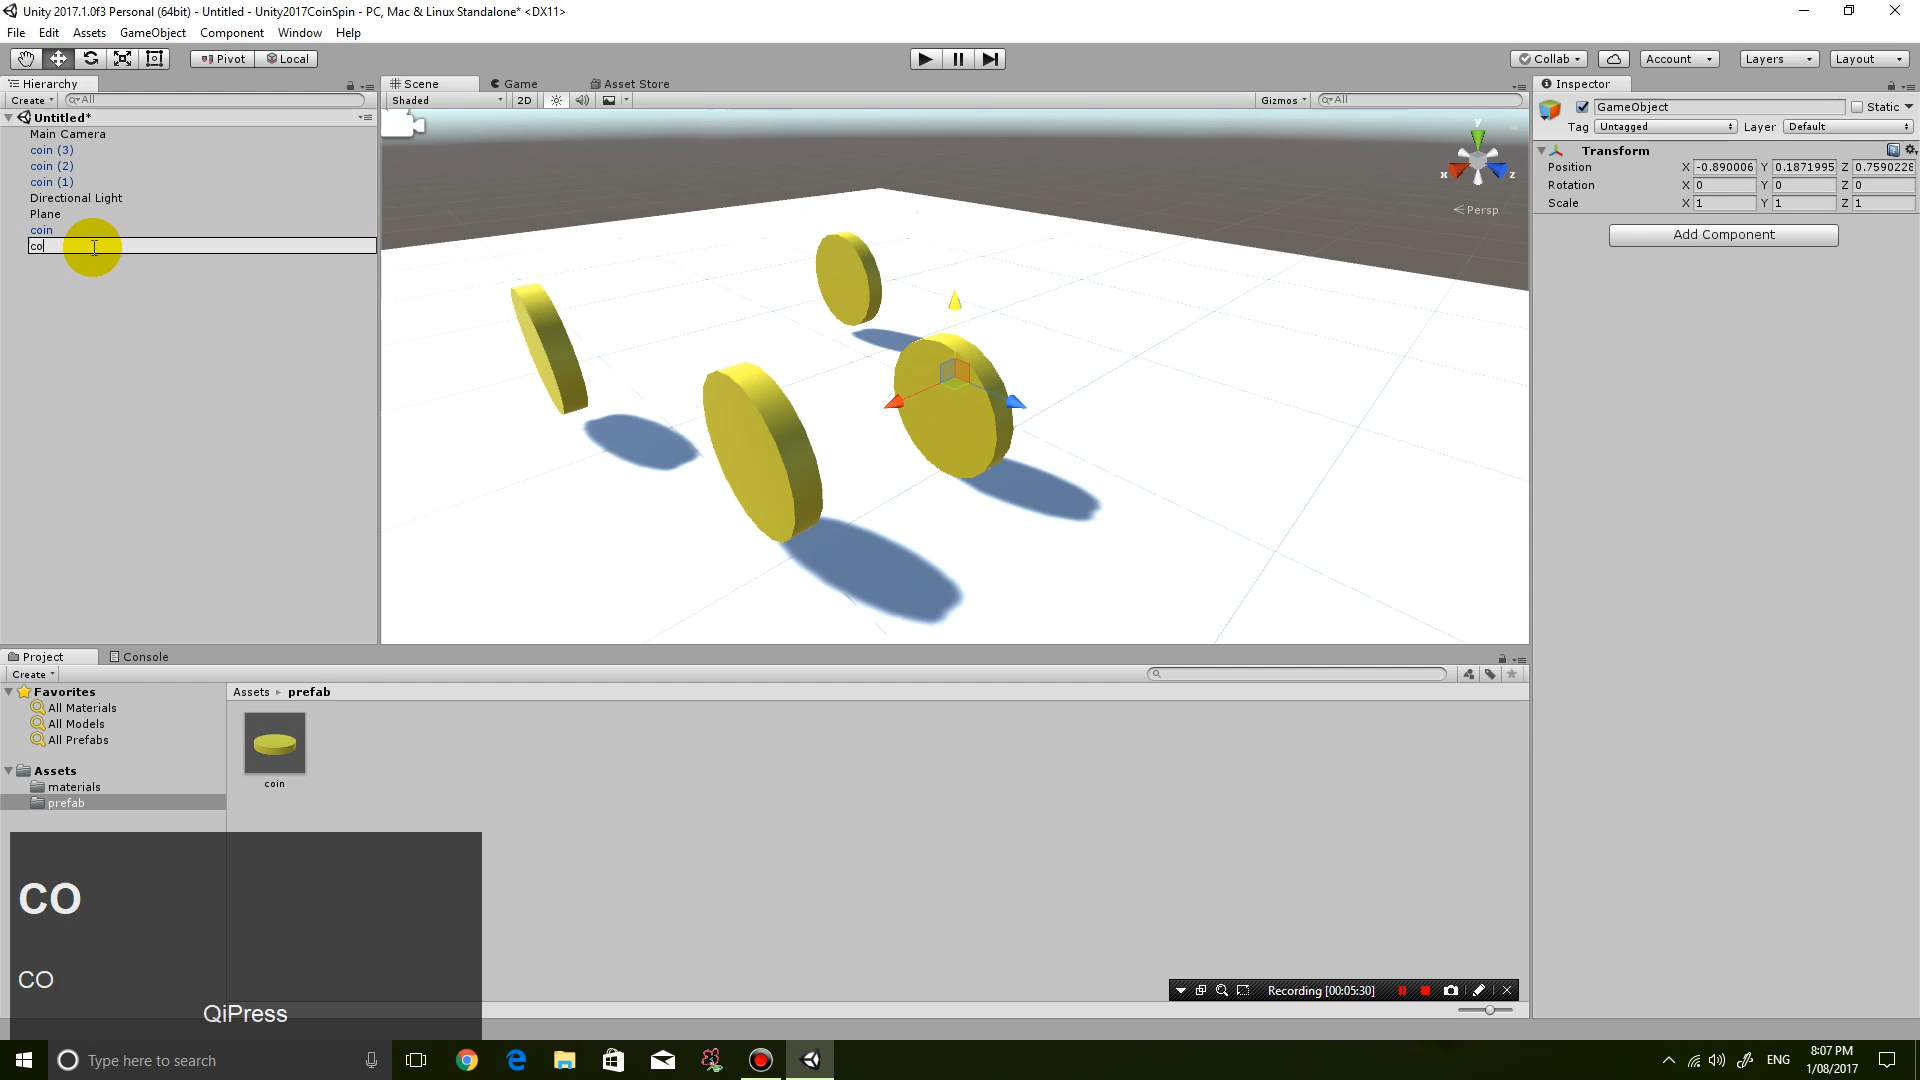 Unity 2017.1.0f3 Personal (64bit) - Untitled - Unity2017CoinSpin - PC, Mac & Linux Standalone* <DX11>
File Edit Assets GameObject Component Window Help
Pivot Local Collab Account Layers Layout
Hierarchy Scene Game Asset Store Inspector
Create All Shaded 2D Gizmos All GameObject Static
Untitled*
Tag Untagged Layer Default
Main Camera
coin (3)
Transform
coin (2)
Position X -0.890006 Y 0.1871995 Z 0.7590228
coin (1)
Rotation X 0 Y 0 Z 0
Directional Light
Scale X 1 Y 1 Z 1
Plane
coin
Add Component
co
y
x z
Persp
Project Console
Create
Favorites
Assets prefab
All Materials
All Models
All Prefabs
Assets
materials
prefab
coin
CO
CO
QiPress
Recording [00:05:30]
Type here to search
ENG
8:07 PM
1/08/2017